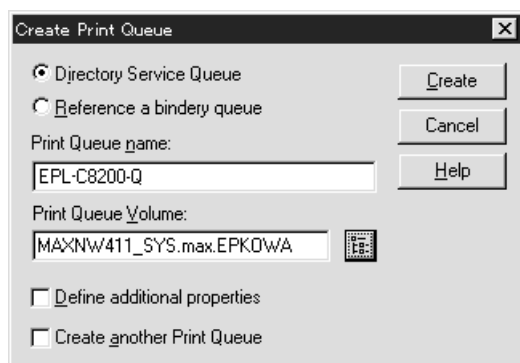 Create Print Queue
Directory Service Queue
Reference a bindery queue
Print Queue name:
EPL-C8200-Q
Print Queue Volume:
MAXNW411_SYS.max.EPKOWA
Define additional properties
Create another Print Queue
Create
Cancel
Help